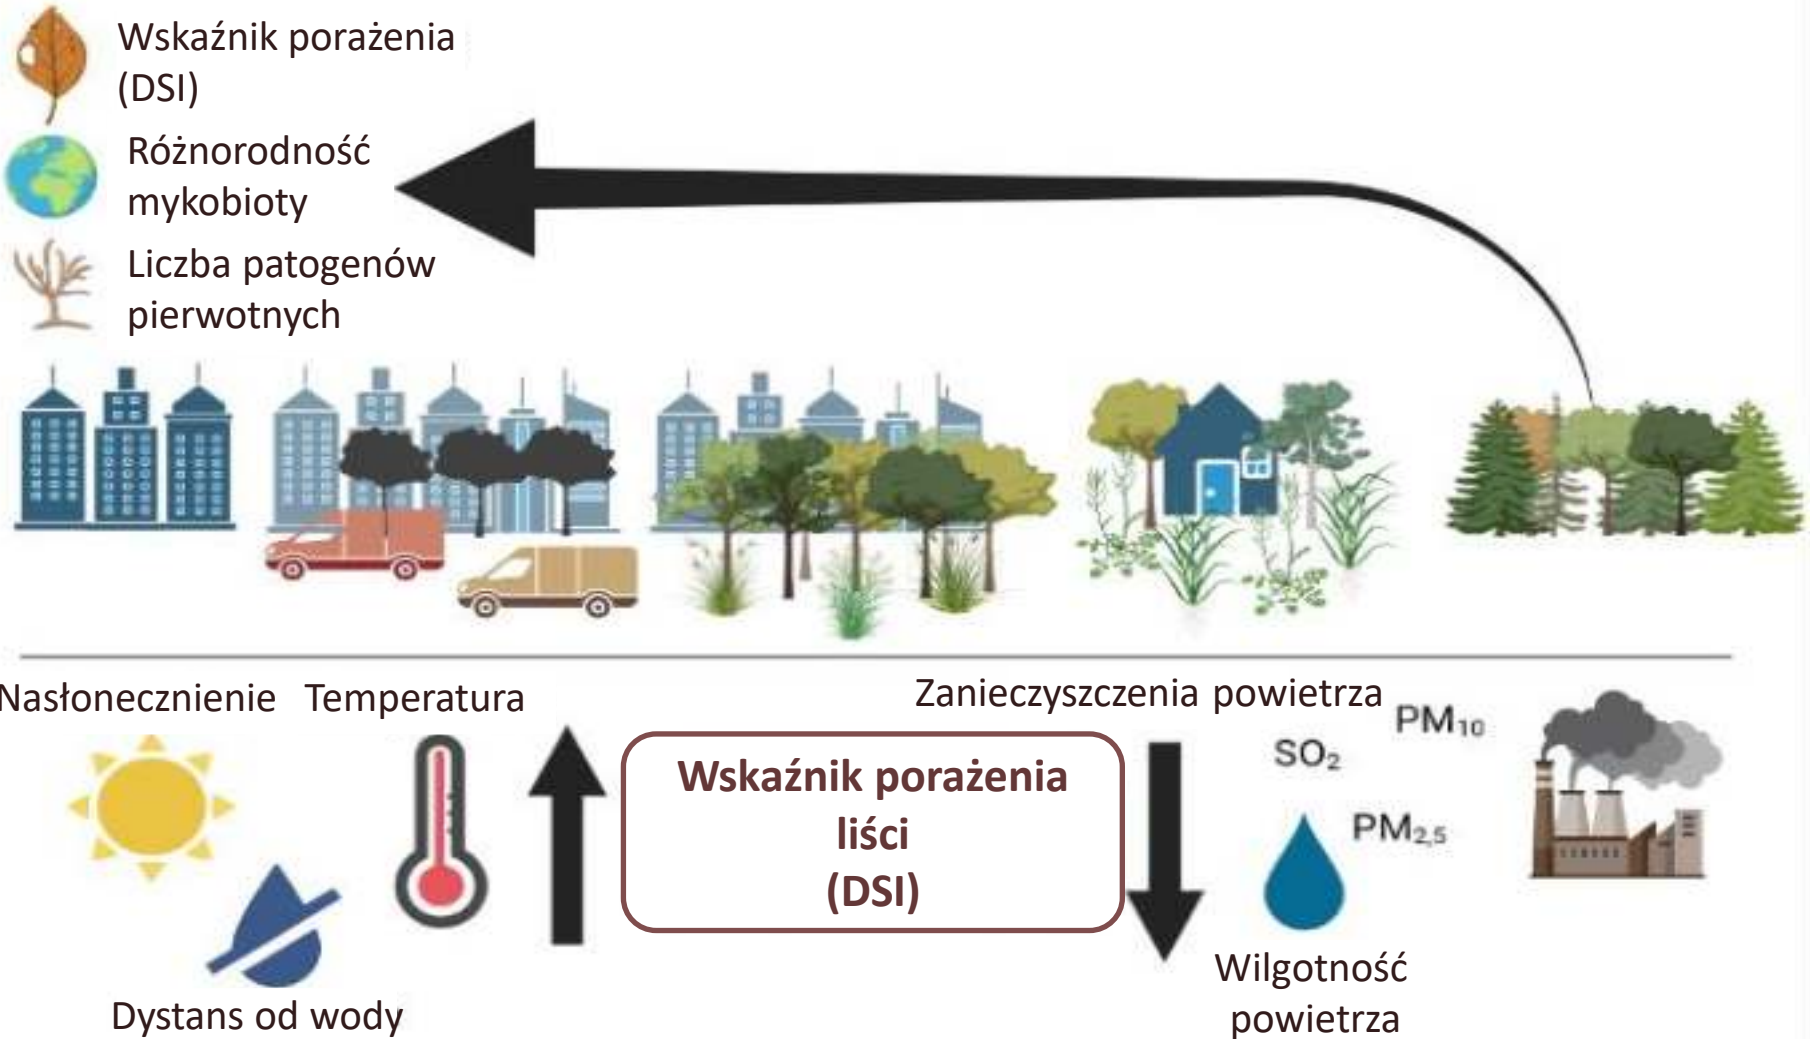 Wskaźnik porażenia
(DSI)
Różnorodność
mykobioty
Liczba patogenów
pierwotnych
Nasłonecznienie
Temperatura
Dystans od wody
Wskaźnik porażenia
liści
(DSI)
Zanieczyszczenia powietrza
PM₁₀
SO₂
PM₂,₅
Wilgotność
powietrza